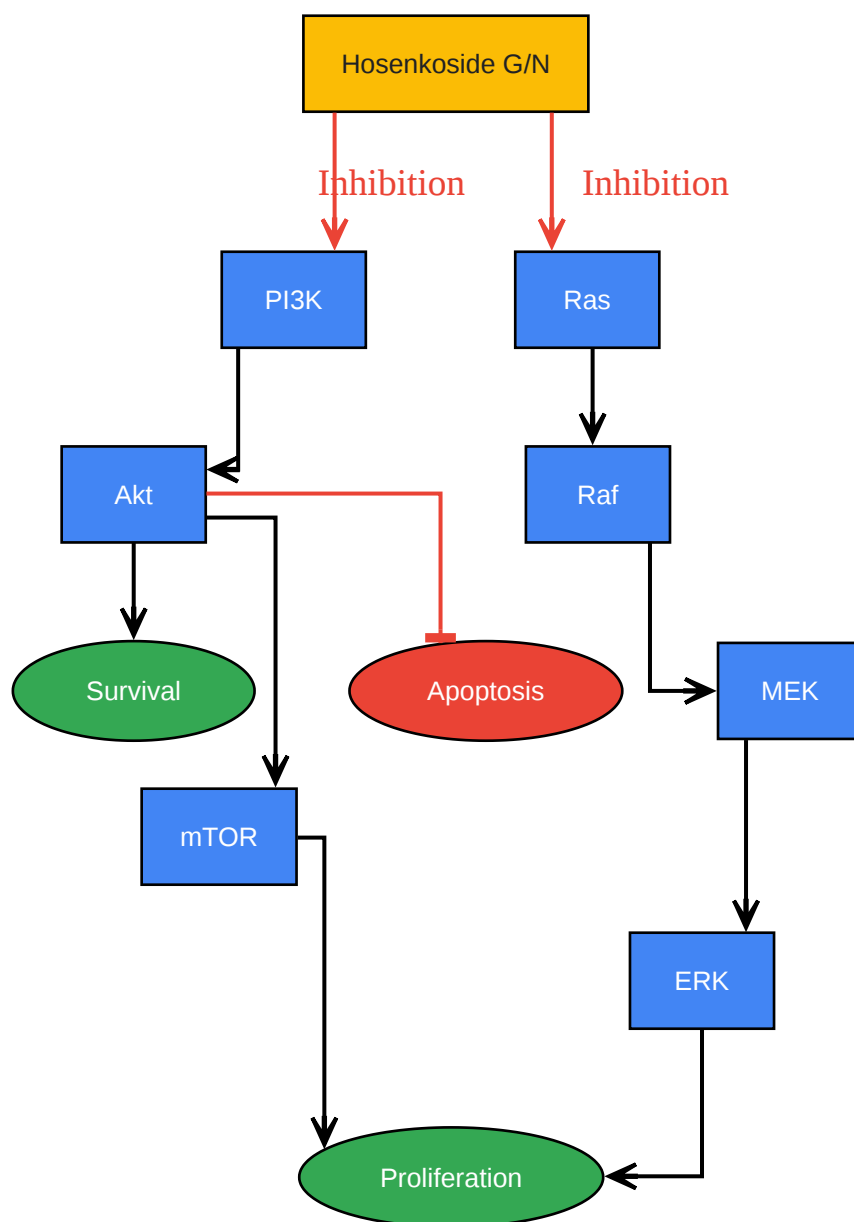 Hosenkoside G/N
Inhibition
Inhibition
PI3K
Ras
Akt
Raf
Survival
Apoptosis
MEK
mTOR
ERK
Proliferation